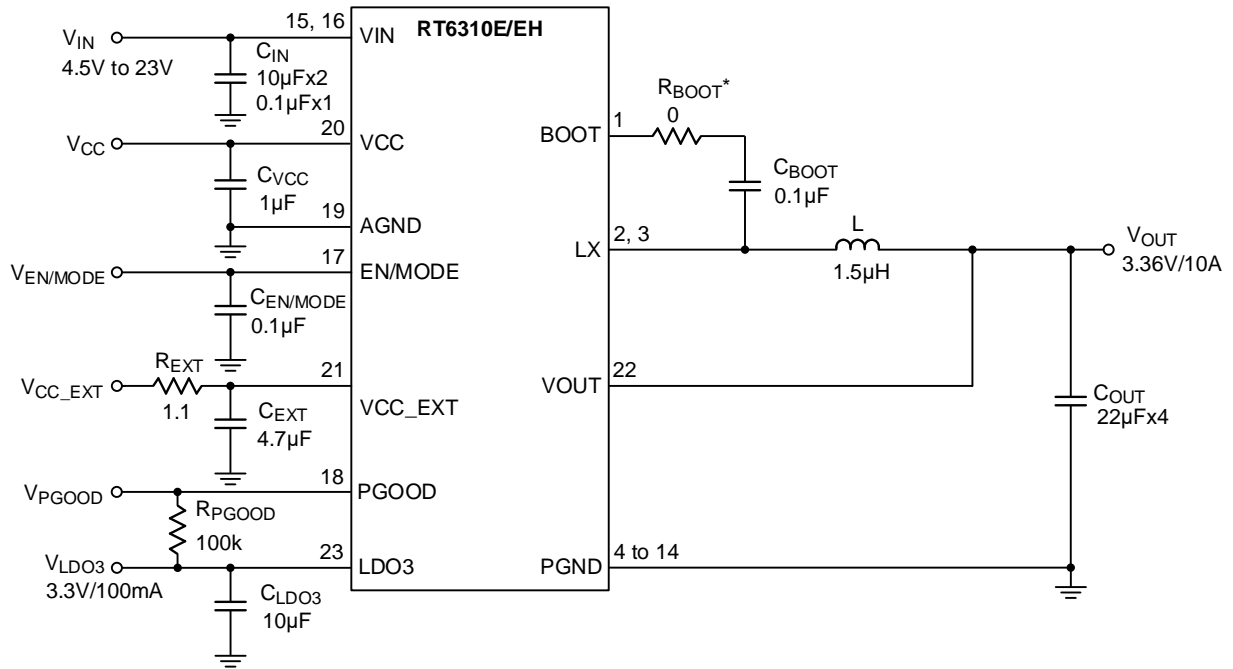 RT6310E/EH
15, 16
VIN
VIN
4.5V to 23V
CIN
10µFx2
0.1µFx1
20
VCC
VCC
CVCC
1µF
19
AGND
17
VEN/MODE
EN/MODE
CEN/MODE
0.1µF
REXT
21
VCC_EXT
1.1
VCC_EXT
CEXT
4.7µF
18
VPGOOD
PGOOD
RPGOOD
100k
23
VLDO3
LDO3
3.3V/100mA
CLDO3
10µF
RBOOT*
0
1
BOOT
CBOOT
0.1µF
2, 3
LX
L
1.5µH
VOUT
3.36V/10A
22
VOUT
COUT
22µFx4
4 to 14
PGND